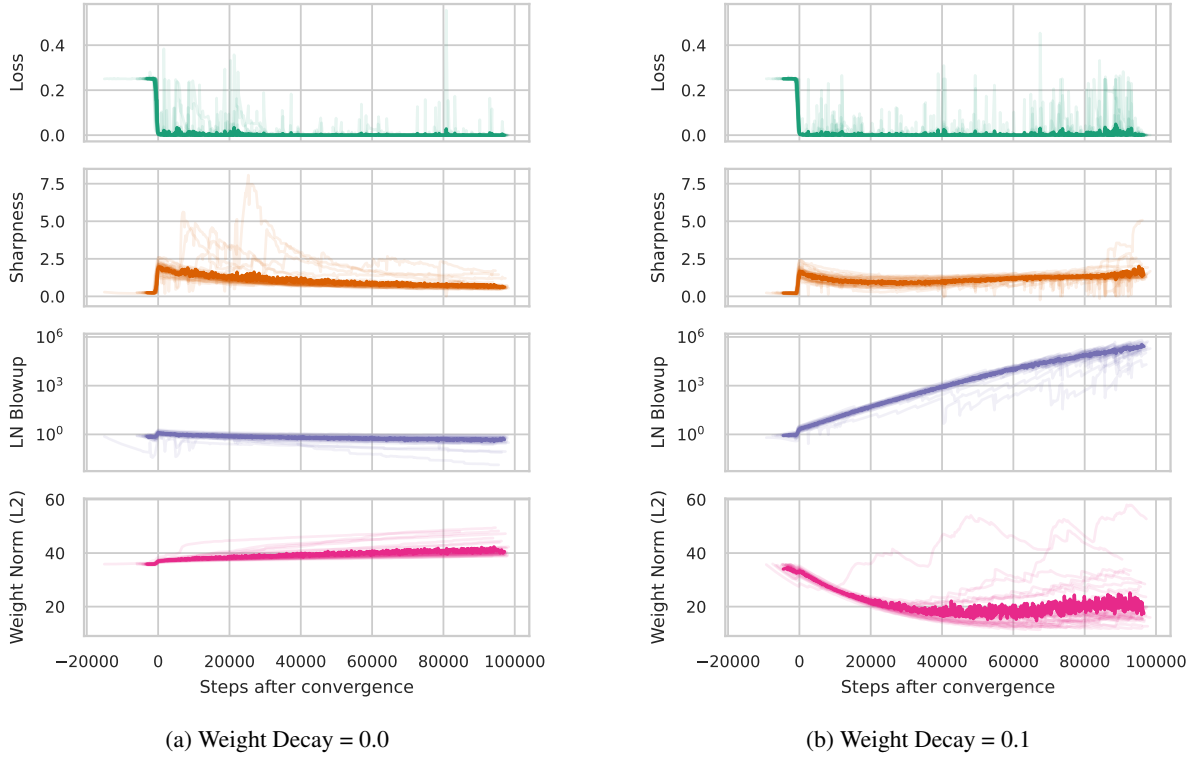 0.4
0.2
0.0
Loss
7.5
5.0
2.5
0.0
Sharpness
10^6
10^3
10^0
LN Blowup
60
40
20
Weight Norm (L2)
−20000 0 20000 40000 60000 80000 100000
Steps after convergence
(a) Weight Decay = 0.0
0.4
0.2
0.0
Loss
7.5
5.0
2.5
0.0
Sharpness
10^6
10^3
10^0
LN Blowup
60
40
20
Weight Norm (L2)
−20000 0 20000 40000 60000 80000 100000
Steps after convergence
(b) Weight Decay = 0.1